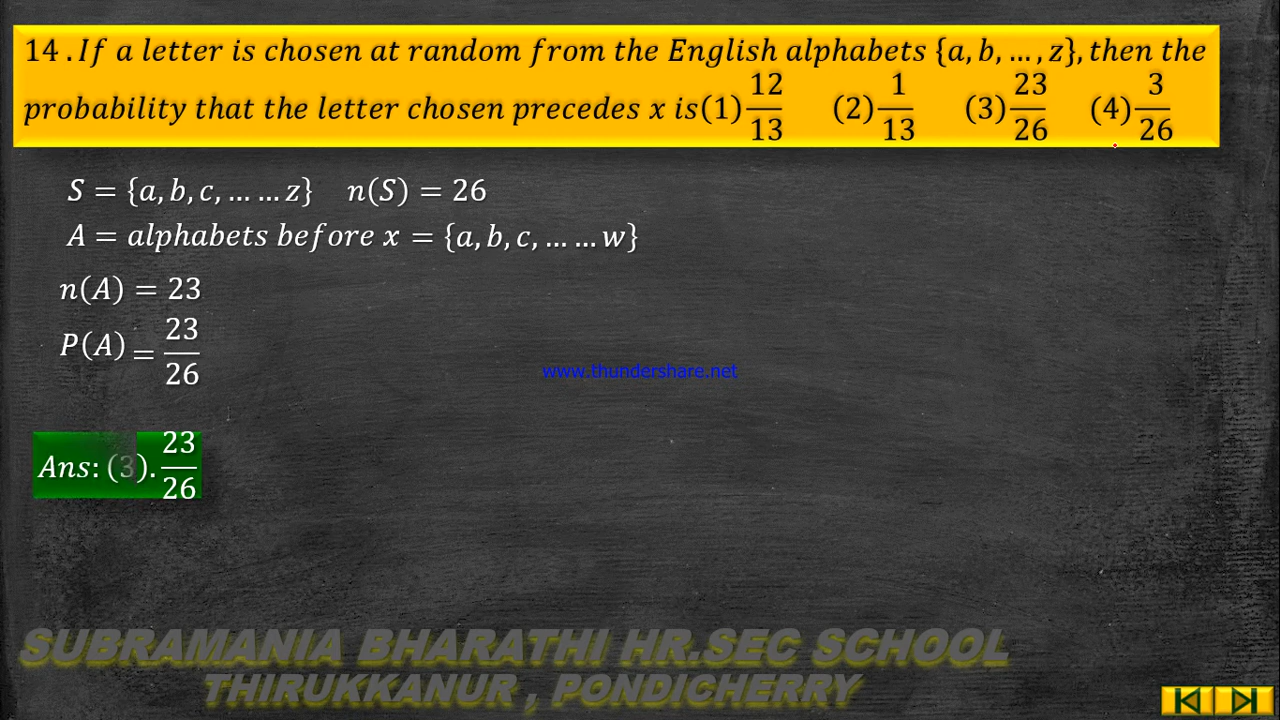 14 . If a letter is chosen at random from the English alphabets {a, b, ... , z}, then the
probability that the letter chosen precedes x is (1) 12/13 (2) 1/13 (3) 23/26 (4) 3/26
S = {a, b, c, ... ... z} n(S) = 26
A = alphabets before x = {a, b, c, ... ... w}
n(A) = 23
P(A) = 23/26
www.thundershare.net
Ans: (3). 23/26
SUBRAMANIA BHARATHI HR.SEC SCHOOL
THIRUKKANUR , PONDICHERRY